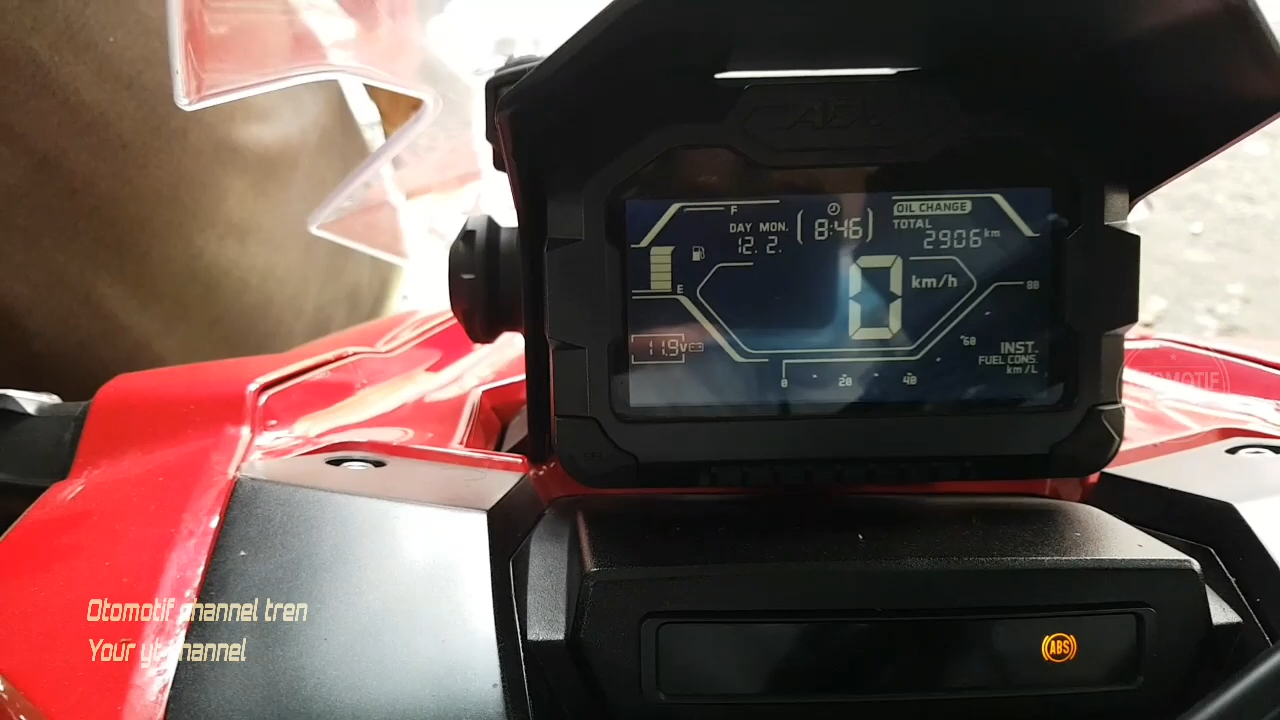 F
OIL CHANGE
DAY MON.
8:46
TOTAL
12. 2.
2906 km
E
0 km/h
80
11.9V
60
INST.
FUEL CONS.
km/L
0 20 40
ABS
Otomotif channel tren
Your yt channel